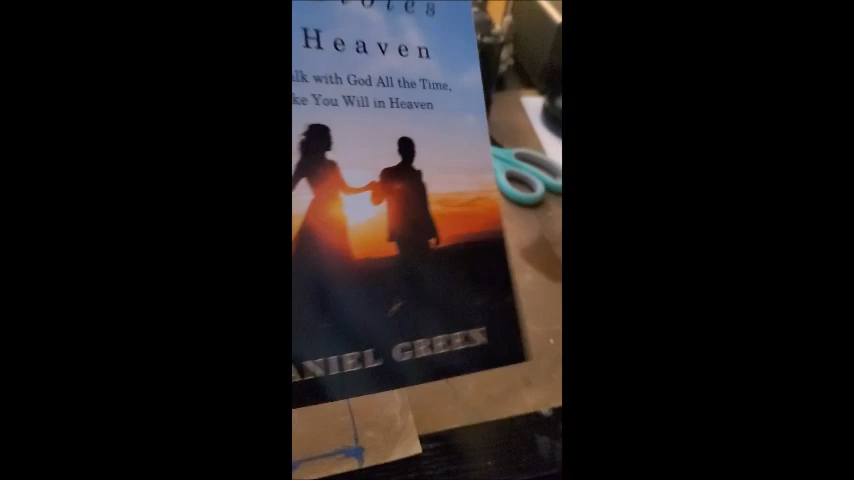 Heaven
lk with God All the Time,
ke You Will in Heaven
ANIEL GREEN